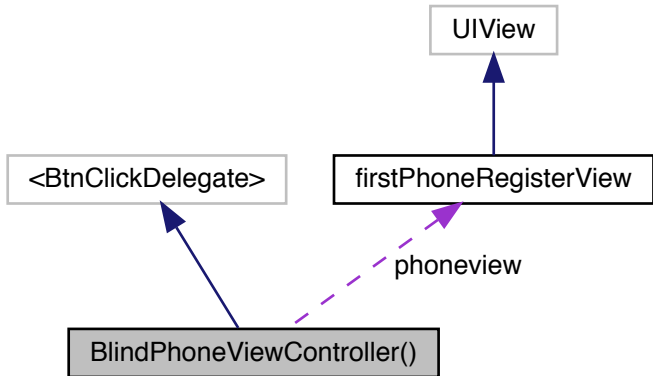 UIView
<BtnClickDelegate>
firstPhoneRegisterView
phoneview
BlindPhoneViewController()